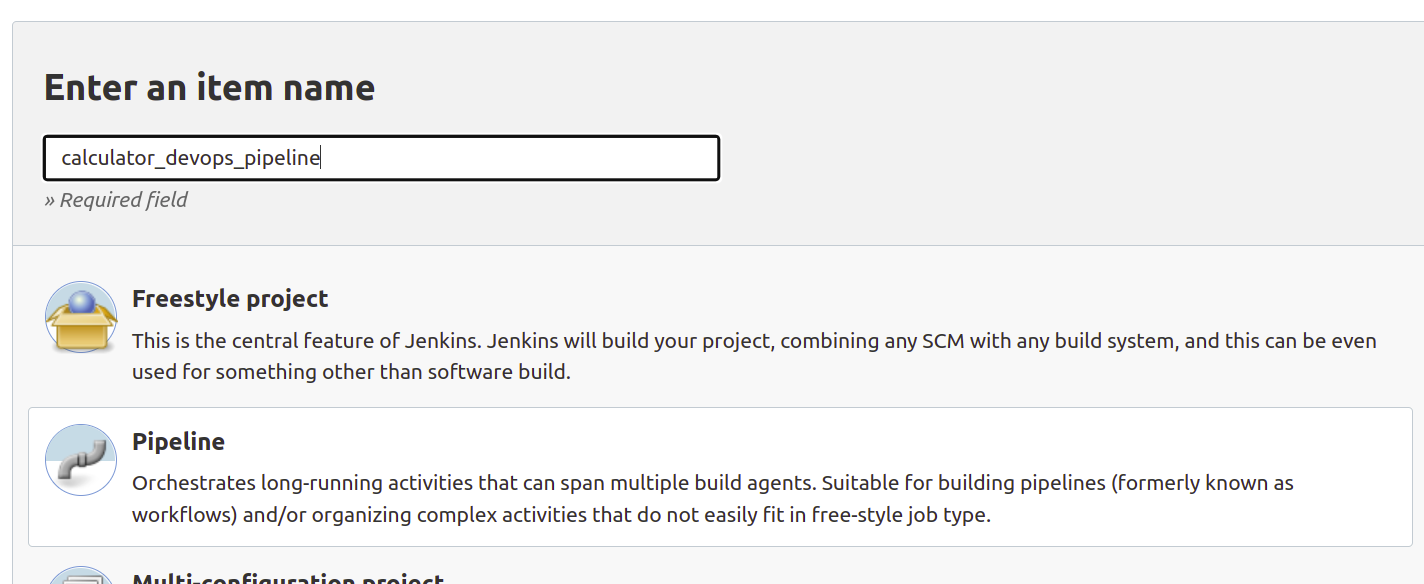 Enter an item name
calculator_devops_pipeline
» Required field
Freestyle project
This is the central feature of Jenkins. Jenkins will build your project, combining any SCM with any build system, and this can be even
used for something other than software build.
Pipeline
Orchestrates long-running activities that can span multiple build agents. Suitable for building pipelines (formerly known as
workflows) and/or organizing complex activities that do not easily fit in free-style job type.
Multi-configuration project